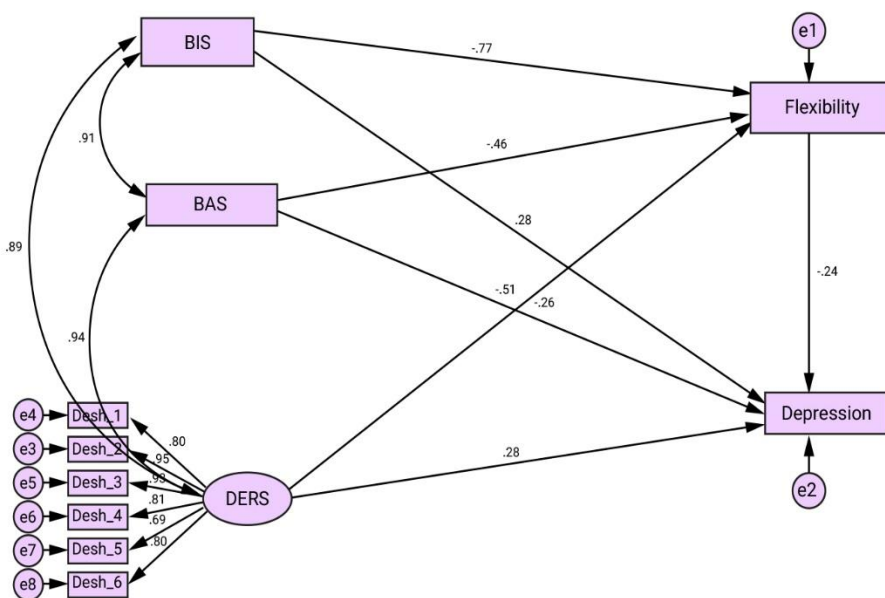 BIS
e1
-.77
Flexibility
.91
-.46
BAS
.28
.89
-.24
-.51
-.26
.94
e4
Desh_1
.80
Depression
e3
Desh_2
.95
.28
e5
Desh_3
DERS
e6
Desh_4
.81
e2
e7
Desh_5
.69
e8
Desh_6
.80